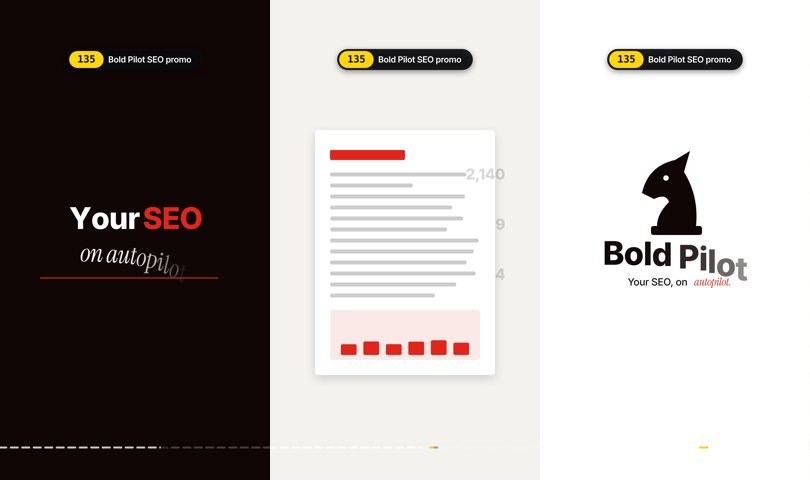 135 Bold Pilot SEO promo
Your SEO
on autopilot
135 Bold Pilot SEO promo
2,140
9
4
135 Bold Pilot SEO promo
Bold Pilot
Your SEO, on autopilot.